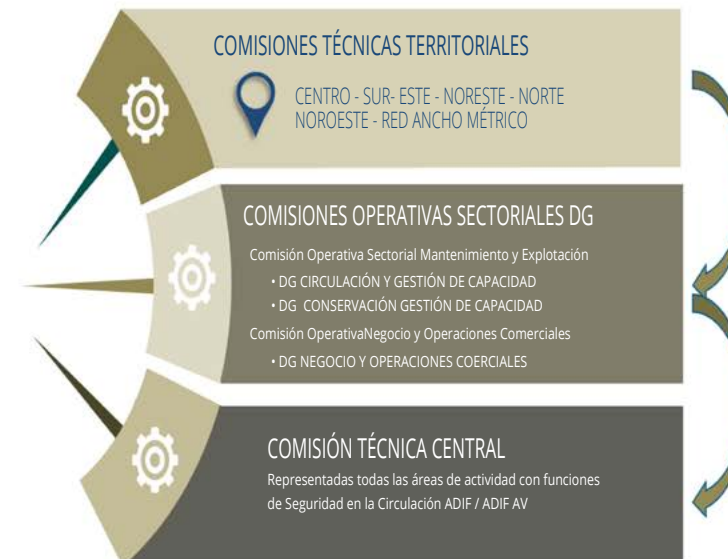 COMISIONES TÉCNICAS TERRITORIALES
CENTRO - SUR- ESTE - NORESTE - NORTE
NOROESTE - RED ANCHO MÉTRICO
COMISIONES OPERATIVAS SECTORIALES DG
Comisión Operativa Sectorial Mantenimiento y Explotación
• DG CIRCULACIÓN Y GESTIÓN DE CAPACIDAD
• DG CONSERVACIÓN GESTIÓN DE CAPACIDAD
Comisión OperativaNegocio y Operaciones Comerciales
• DG NEGOCIO Y OPERACIONES COERCIALES
COMISIÓN TÉCNICA CENTRAL
Representadas todas las áreas de actividad con funciones
de Seguridad en la Circulación ADIF / ADIF AV